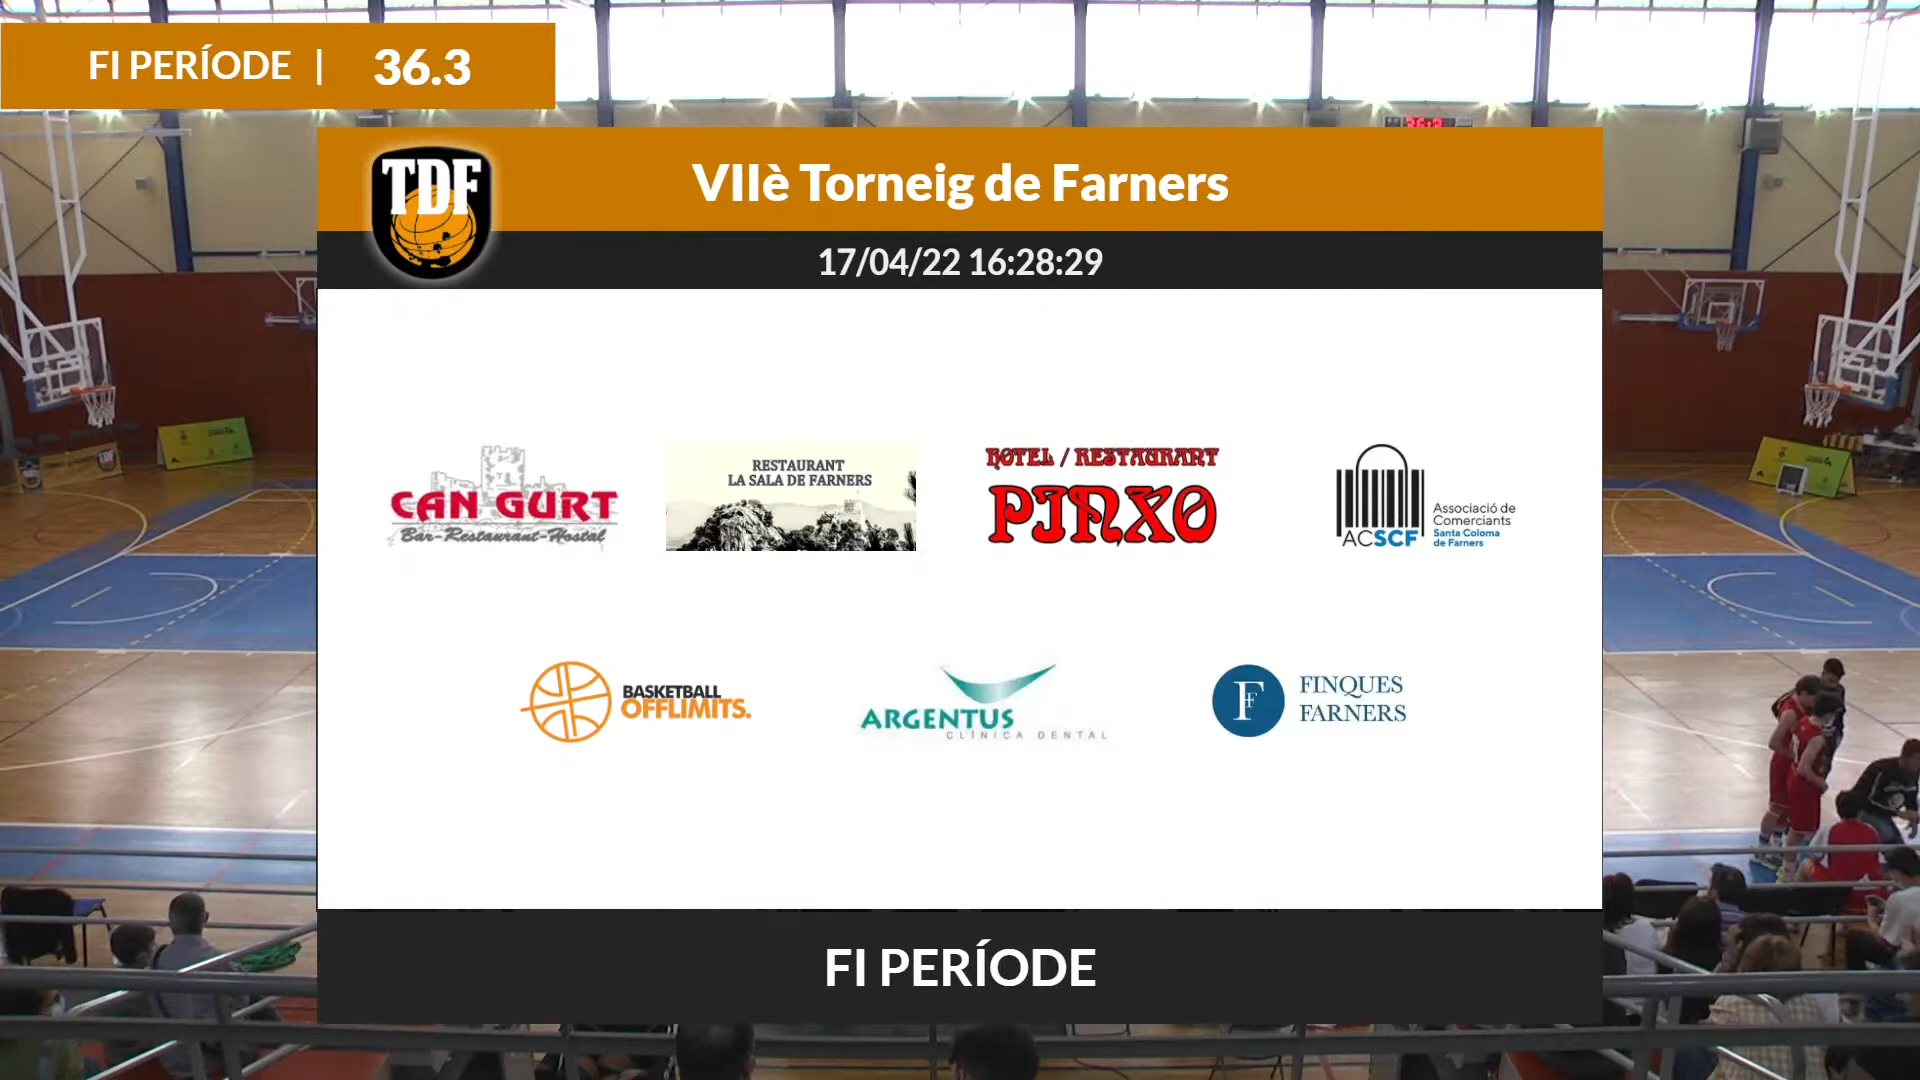 FI PERÍODE | 36.3
TDF
VIIè Torneig de Farners
17/04/22 16:28:29
CAN GURT
Bar-Restaurant-Hostal
RESTAURANT
LA SALA DE FARNERS
HOTEL / RESTAURANT
PINXO
ACSCF
Associació de
Comerciants
Santa Coloma
de Farners
BASKETBALL
OFFLIMITS.
ARGENTUS
CLÍNICA DENTAL
F
FINQUES
FARNERS
FI PERÍODE